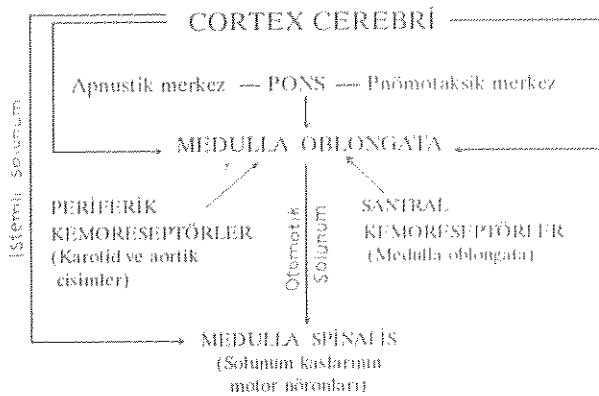 CORTEX CEREBRİ
Apnustik merkez — PONS — Pnömotaksik merkez
MEDULLA OBLONGATA
İstemli Solunum
PERİFERİK
KEMORESEPTÖRLER
(Karotid ve aortik
cisimler)
Otomotik
Solunum
SANTRAL
KEMORESEPTÖRLER
(Medulla oblongata)
MEDULLA SPİNALİS
(Solunum kaslarının
motor nöronları)